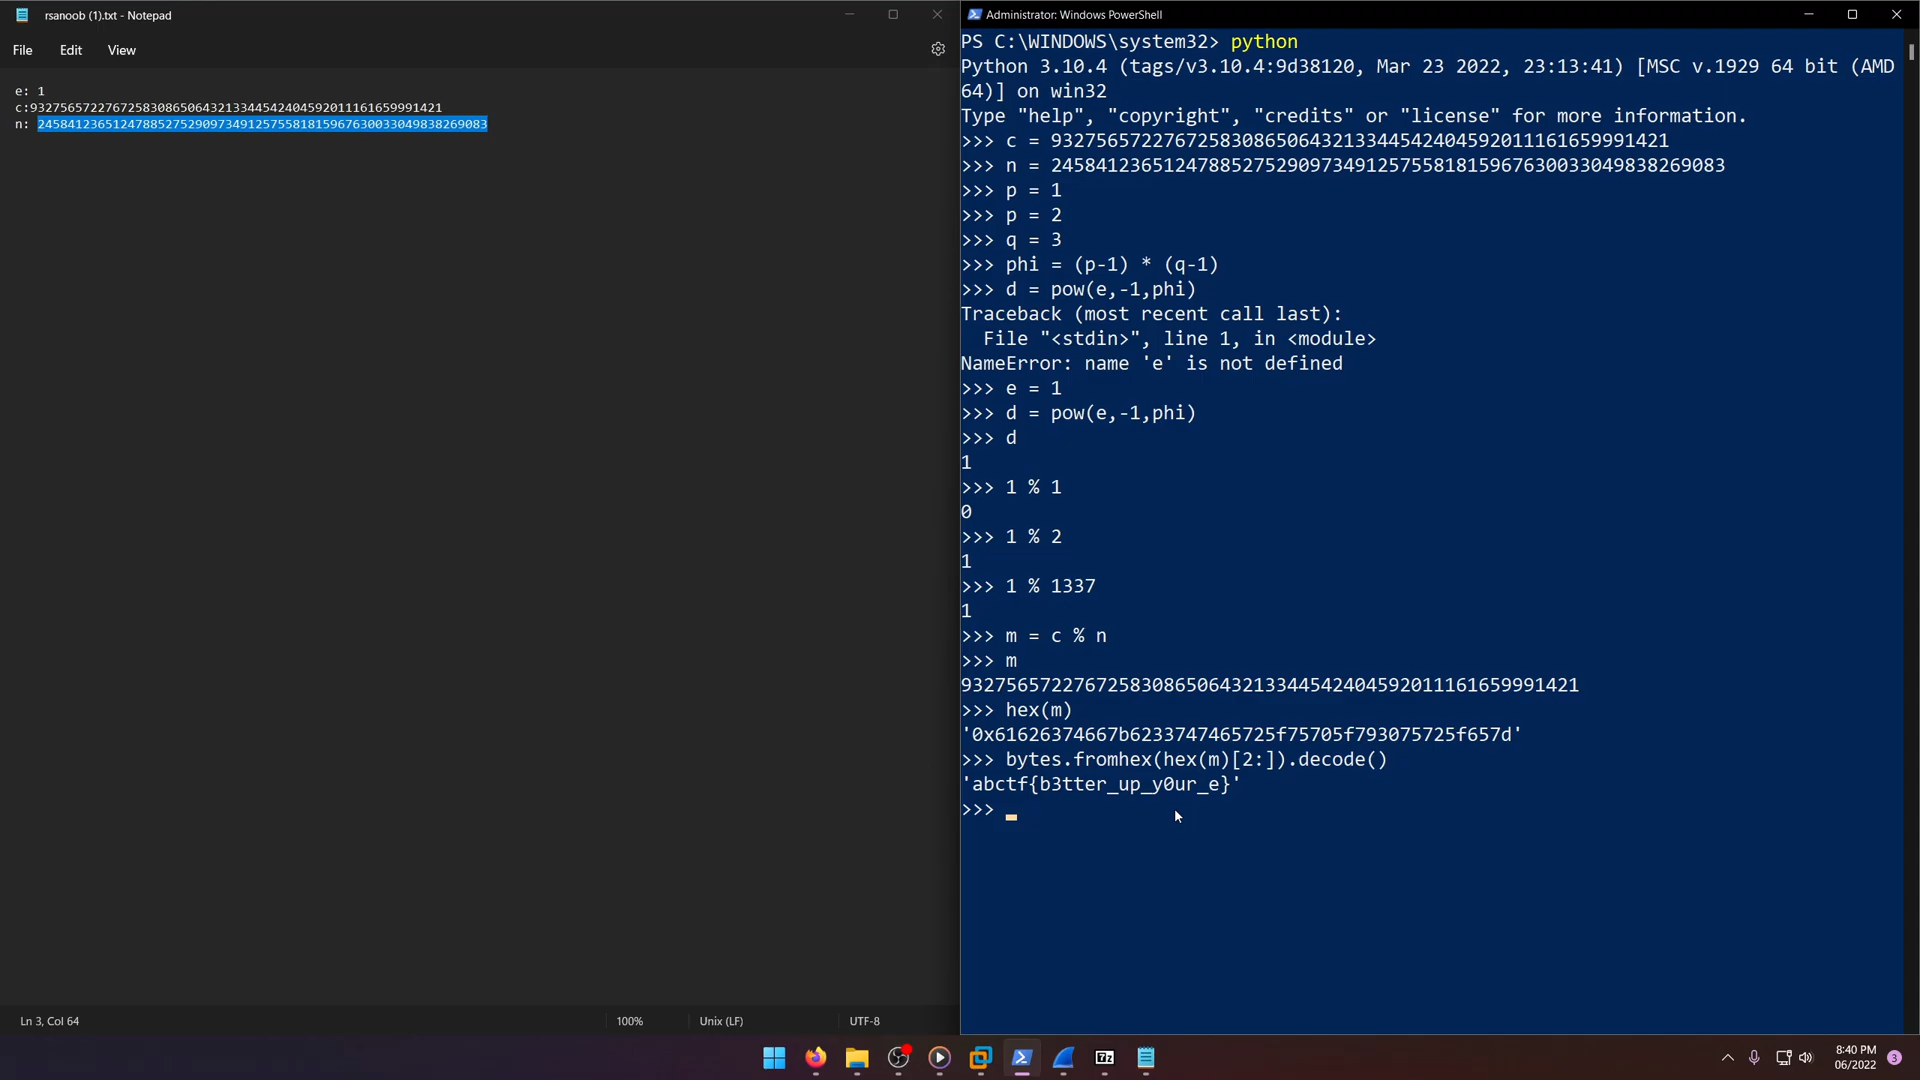 rsanoob (1).txt - Notepad
File Edit View
e: 1
c:9327565722767258308650643213344542404592011161659991421
n: 245841236512478852752909734912575581815967630033049838269083
Ln 3, Col 64
100%
Unix (LF)
UTF-8
Administrator: Windows PowerShell
PS C:\WINDOWS\system32> python
Python 3.10.4 (tags/v3.10.4:9d38120, Mar 23 2022, 23:13:41) [MSC v.1929 64 bit (AMD
64)] on win32
Type "help", "copyright", "credits" or "license" for more information.
>>> c = 9327565722767258308650643213344542404592011161659991421
>>> n = 245841236512478852752909734912575581815967630033049838269083
>>> p = 1
>>> p = 2
>>> q = 3
>>> phi = (p-1) * (q-1)
>>> d = pow(e,-1,phi)
Traceback (most recent call last):
  File "<stdin>", line 1, in <module>
NameError: name 'e' is not defined
>>> e = 1
>>> d = pow(e,-1,phi)
>>> d
1
>>> 1 % 1
0
>>> 1 % 2
1
>>> 1 % 1337
1
>>> m = c % n
>>> m
9327565722767258308650643213344542404592011161659991421
>>> hex(m)
'0x61626374667b6233747465725f75705f793075725f657d'
>>> bytes.fromhex(hex(m)[2:]).decode()
'abctf{b3tter_up_y0ur_e}'
>>>
7z
8:40 PM
06/2022
3